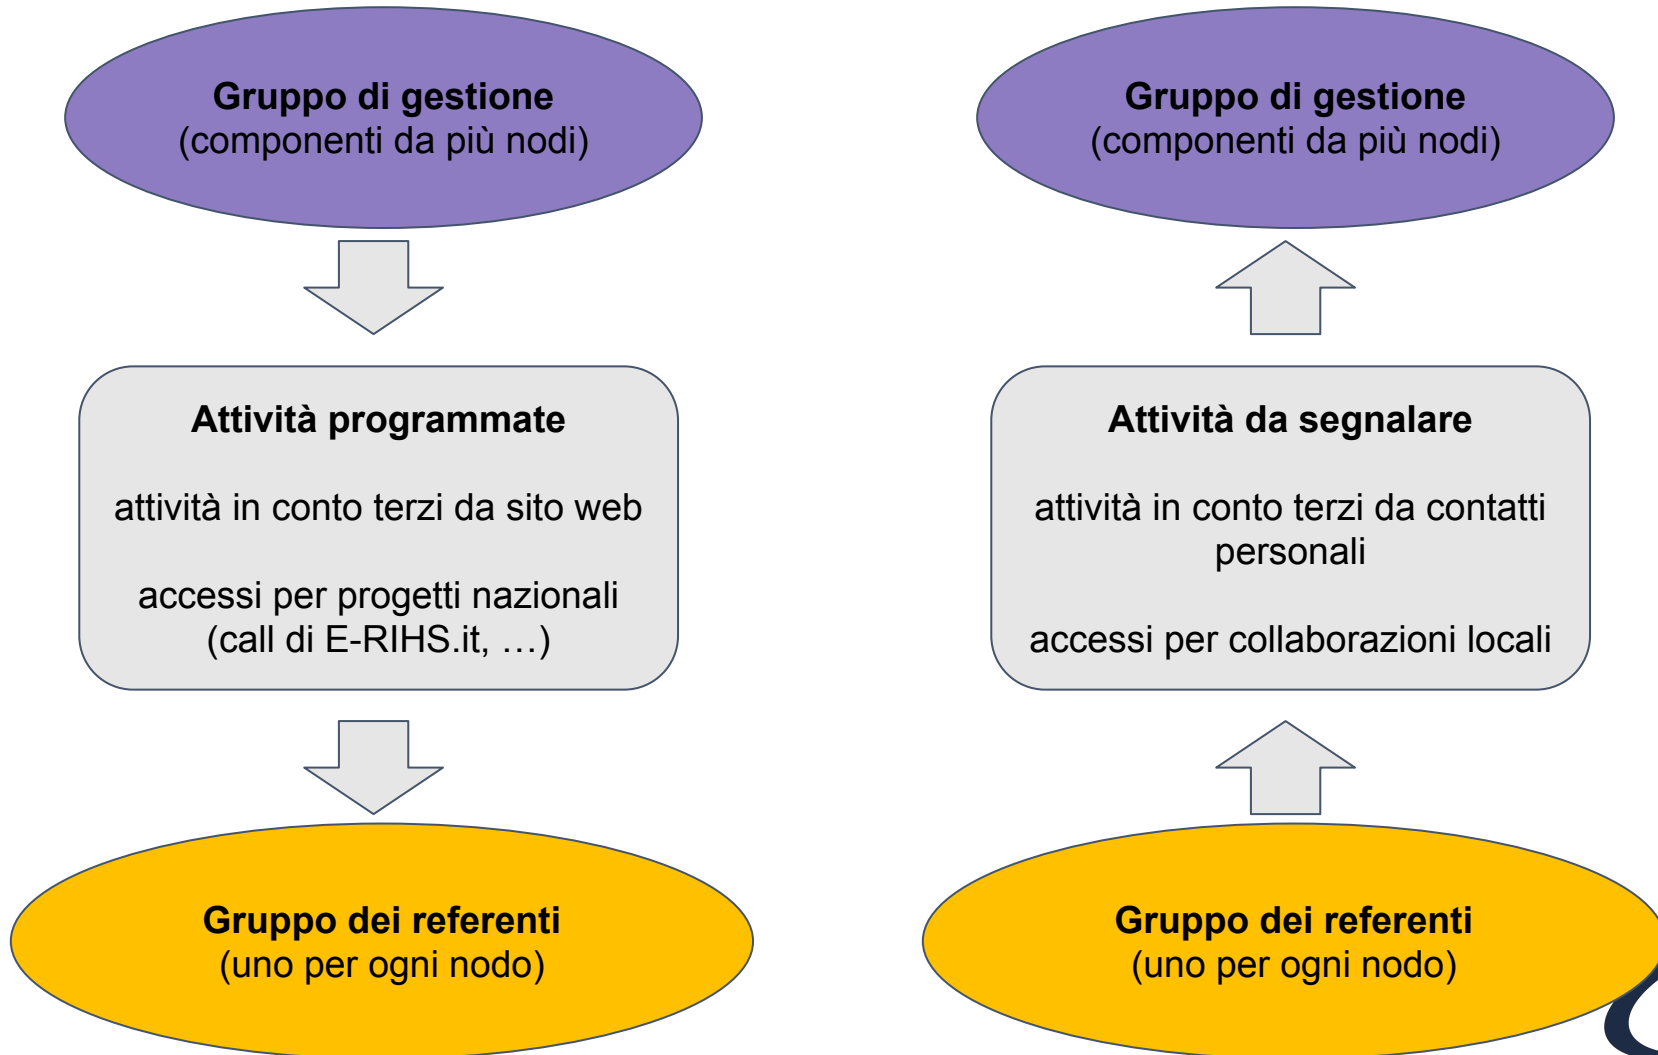 Gruppo di gestione
(componenti da più nodi)
Attività programmate
attività in conto terzi da sito web
accessi per progetti nazionali
(call di E-RIHS.it, …)
Gruppo dei referenti
(uno per ogni nodo)
Gruppo di gestione
(componenti da più nodi)
Attività da segnalare
attività in conto terzi da contatti
personali
accessi per collaborazioni locali
Gruppo dei referenti
(uno per ogni nodo)